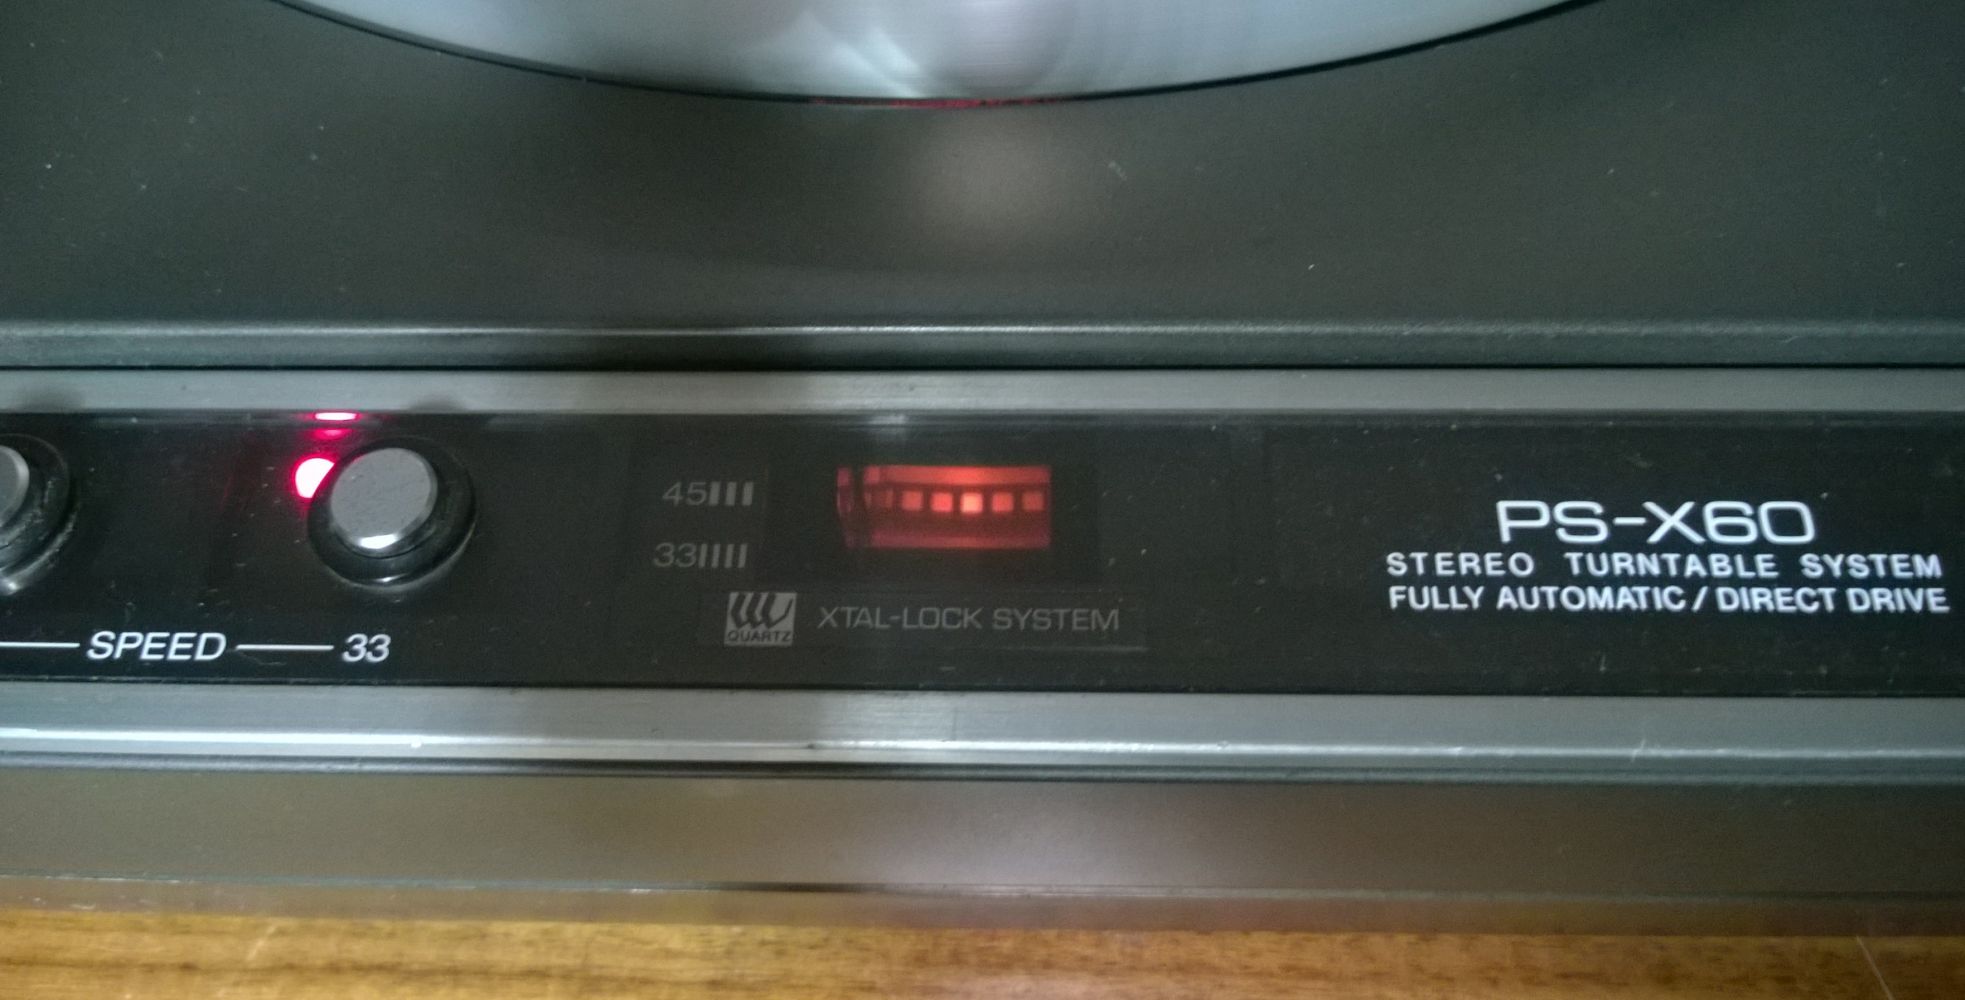 45
33
QUARTZ
XTAL-LOCK SYSTEM
SPEED 33
PS-X60
STEREO TURNTABLE SYSTEM
FULLY AUTOMATIC/DIRECT DRIVE